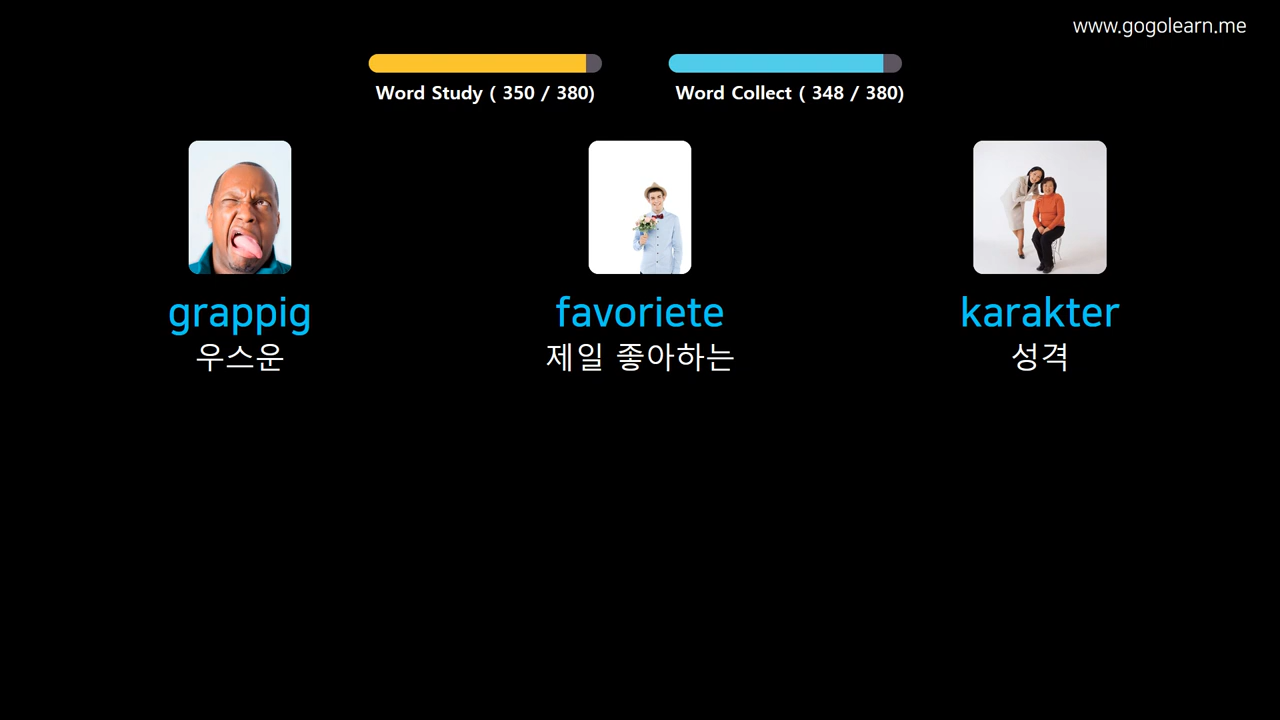 www.gogolearn.me
Word Study ( 350 / 380)
Word Collect ( 348 / 380)
grappig
우스운
favoriete
제일 좋아하는
karakter
성격